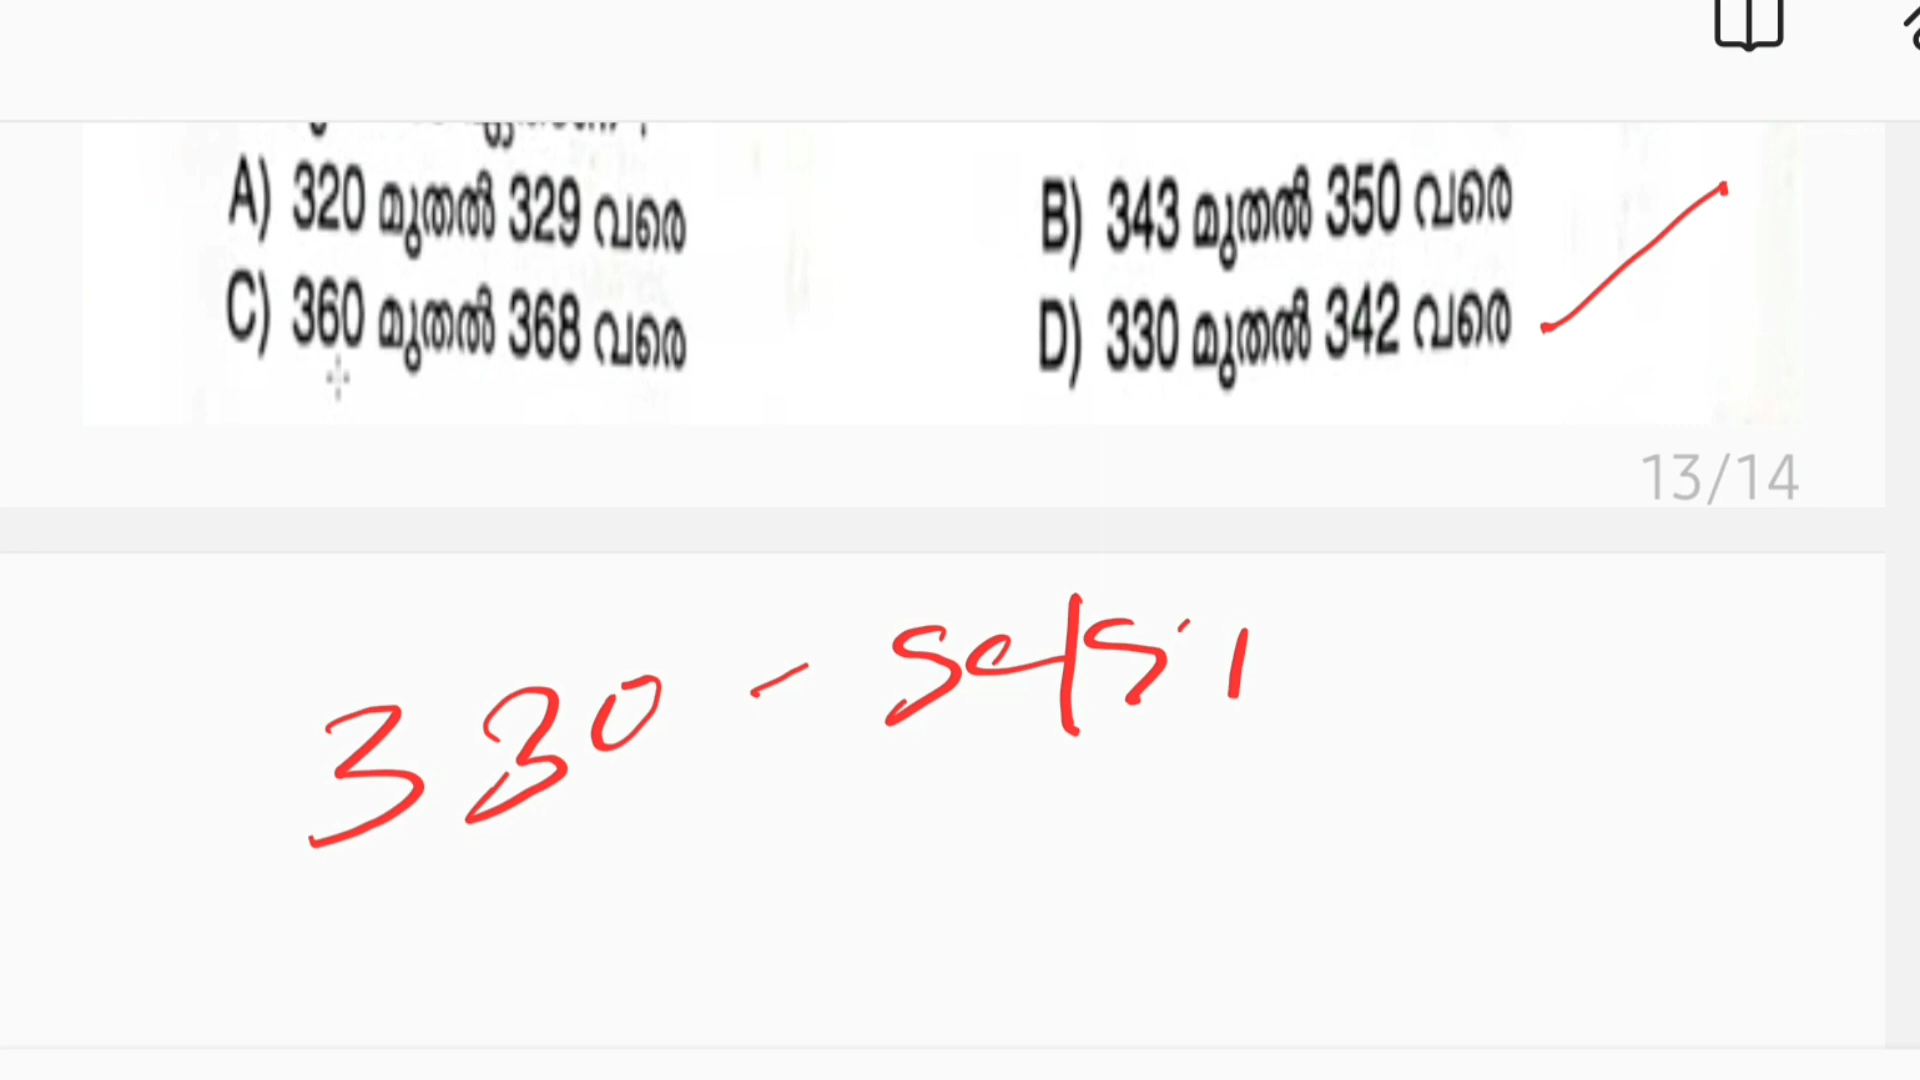 A) 320 മുതൽ 329 വരെ
B) 343 മുതൽ 350 വരെ
C) 360 മുതൽ 368 വരെ
D) 330 മുതൽ 342 വരെ
13/14
330 -